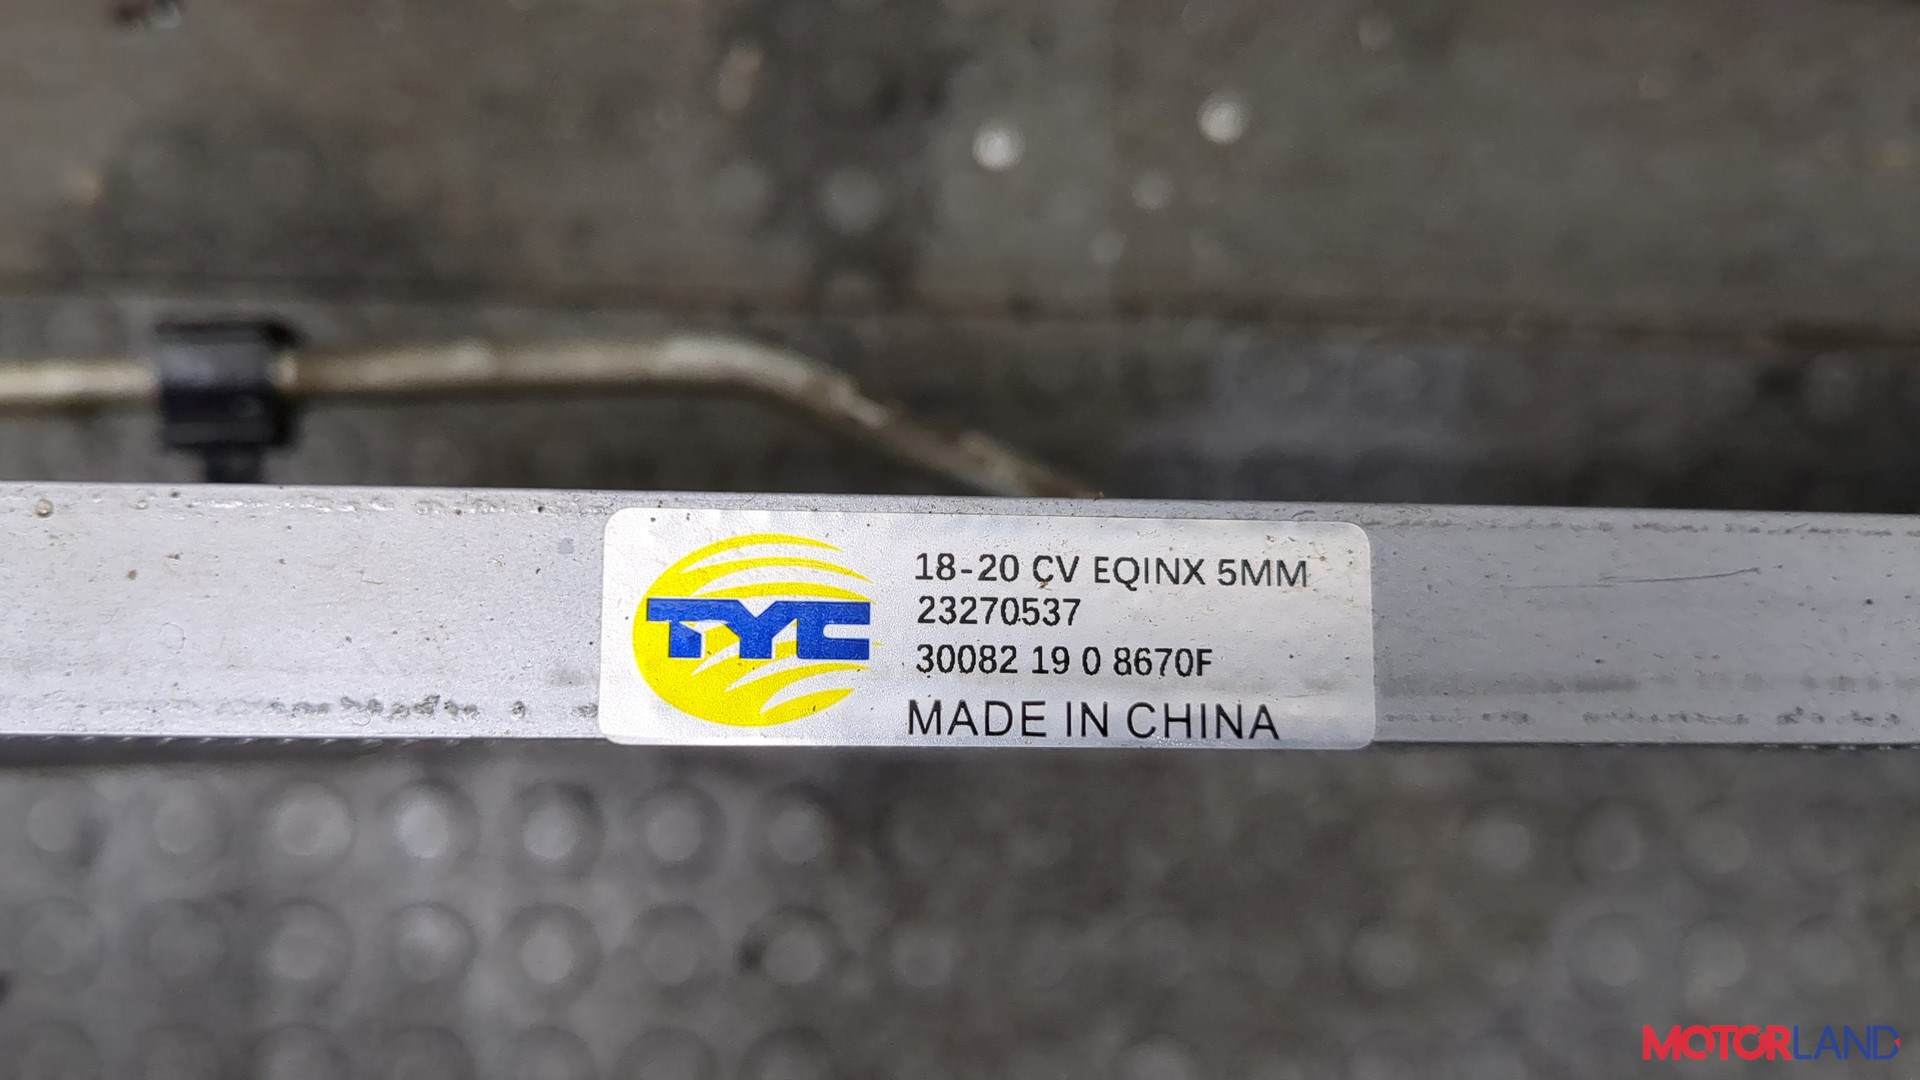 TYC
18-20 CV EQINX 5MM
23270537
30082 19 0 8670F
MADE IN CHINA
MOTORLAND